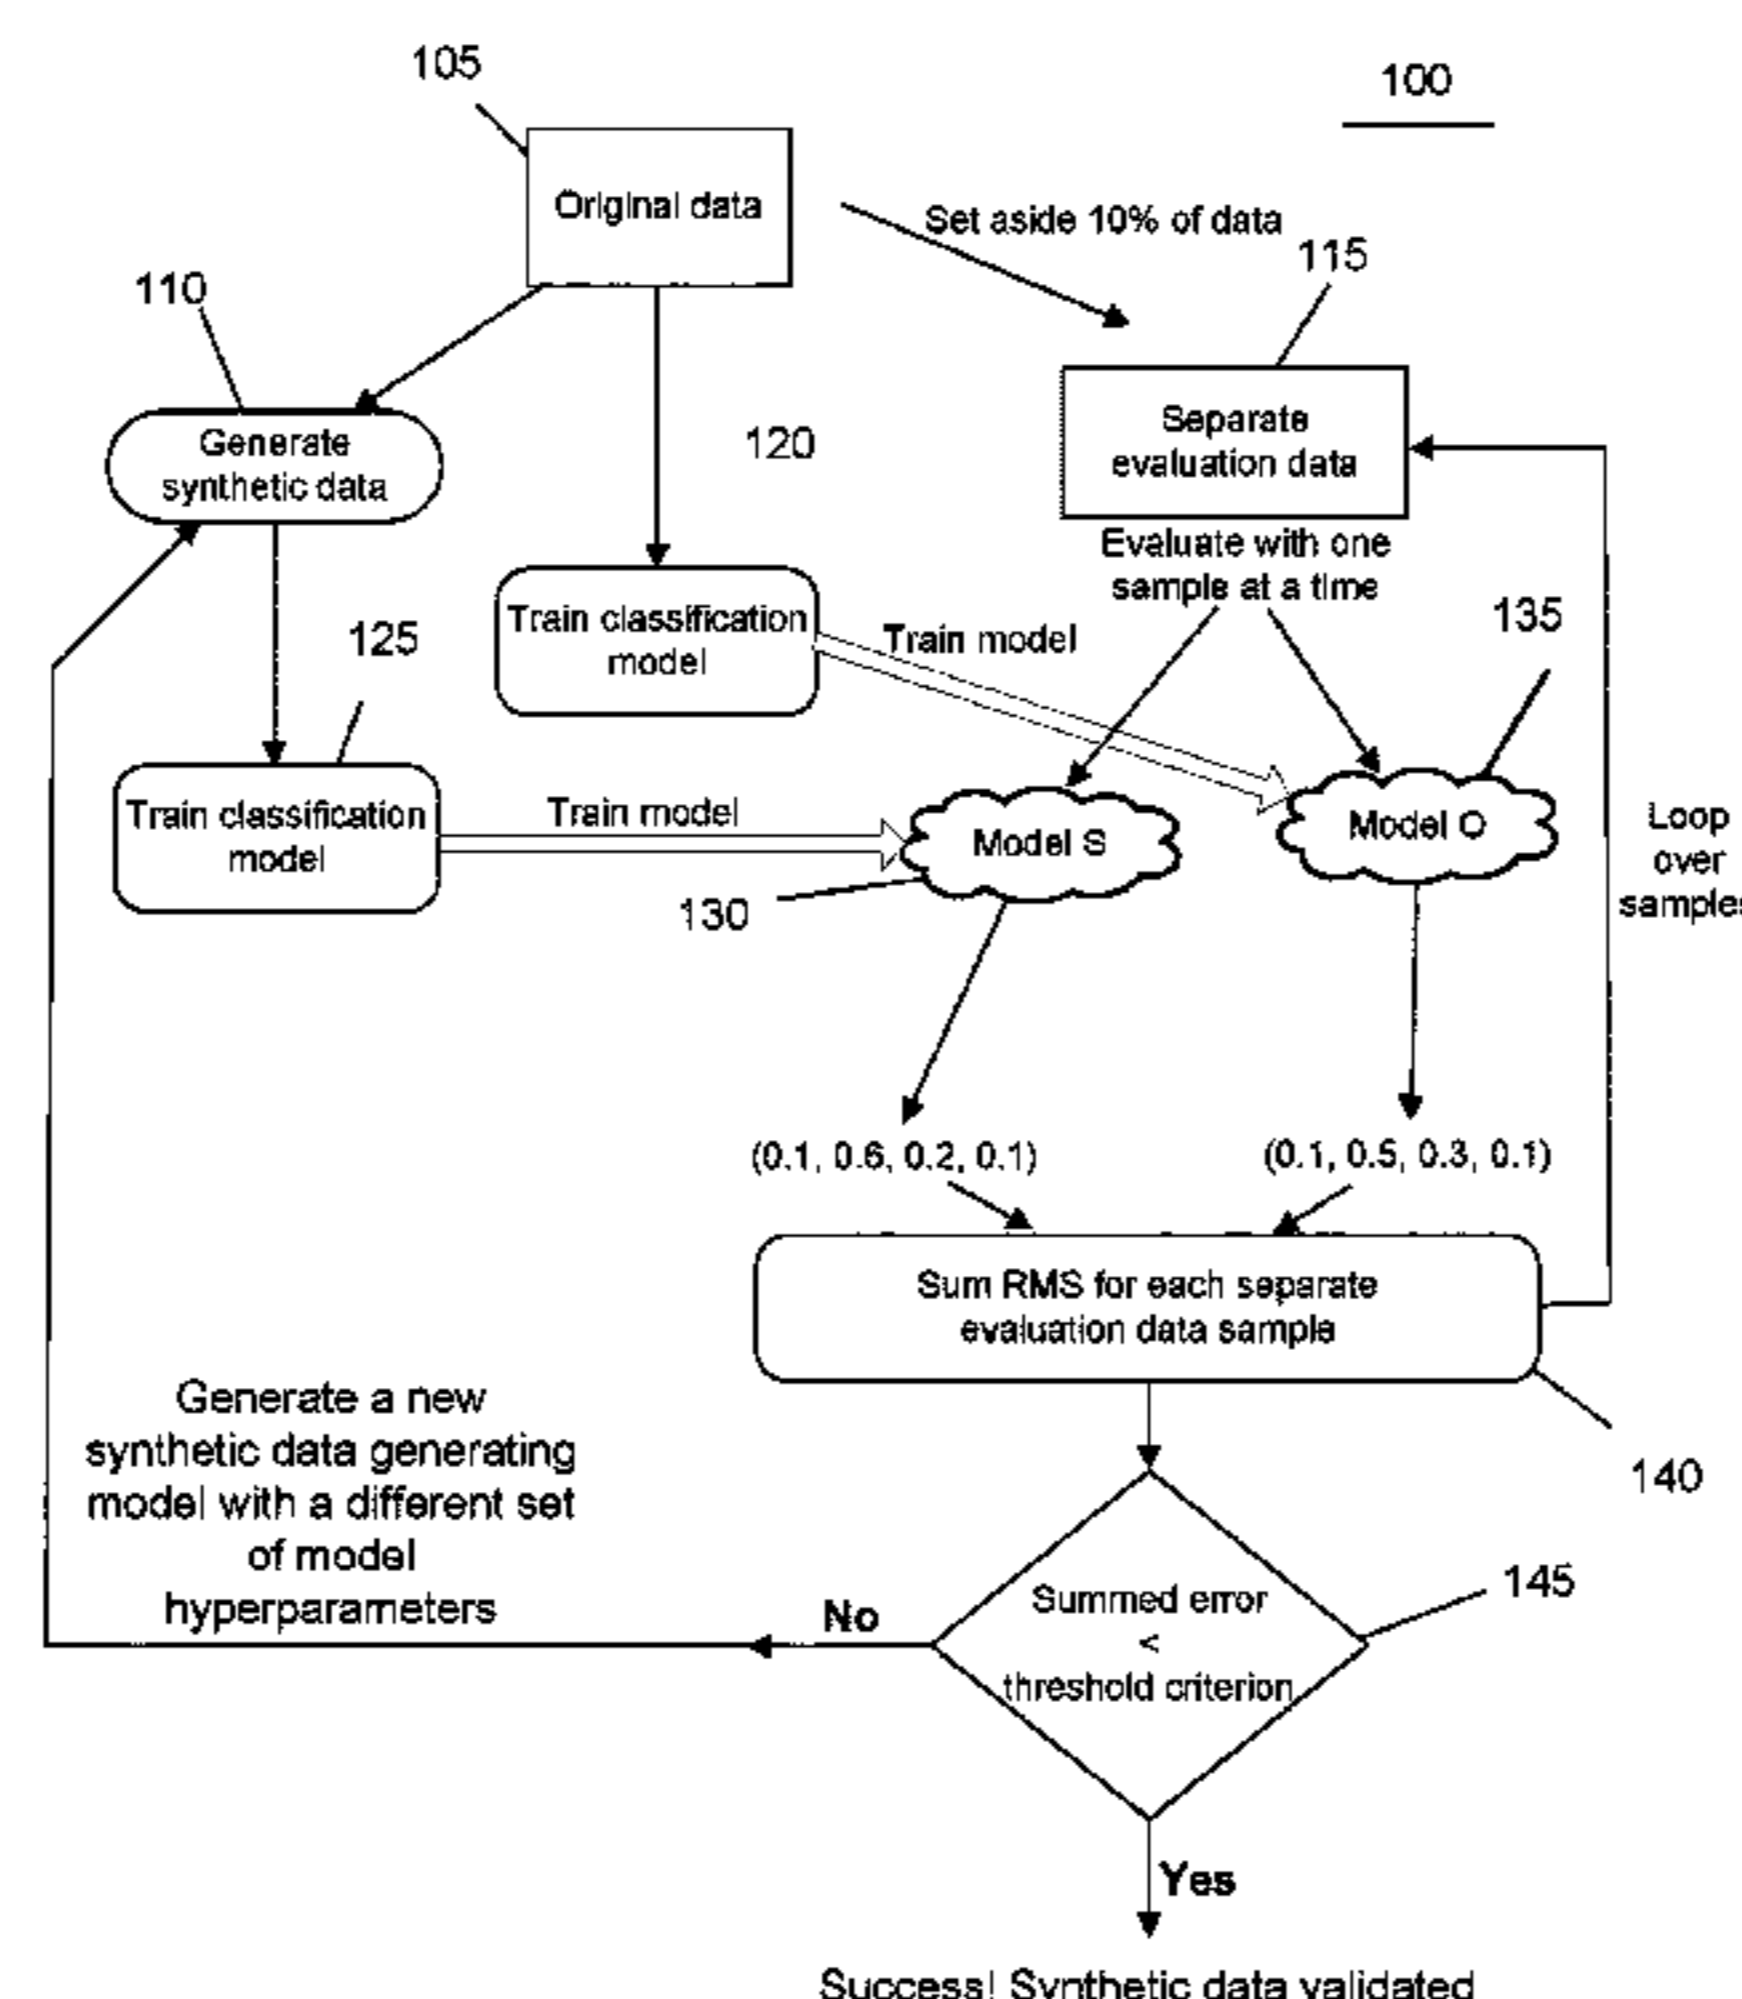 105
100
Original data
Set aside 10% of data
115
110
Generate
synthetic data
120
Separate
evaluation data
Evaluate with one
sample at a time
135
125
Train classification
model
Train model
Train classification
model
Train model
Model S
Model O
Loop
over
samples
130
(0.1, 0.6, 0.2, 0.1)
(0.1, 0.5, 0.3, 0.1)
Sum RMS for each separate
evaluation data sample
Generate a new
synthetic data generating
model with a different set
of model
hyperparameters
140
145
Summed error
<
threshold criterion
No
Yes
Success! Synthetic data validated